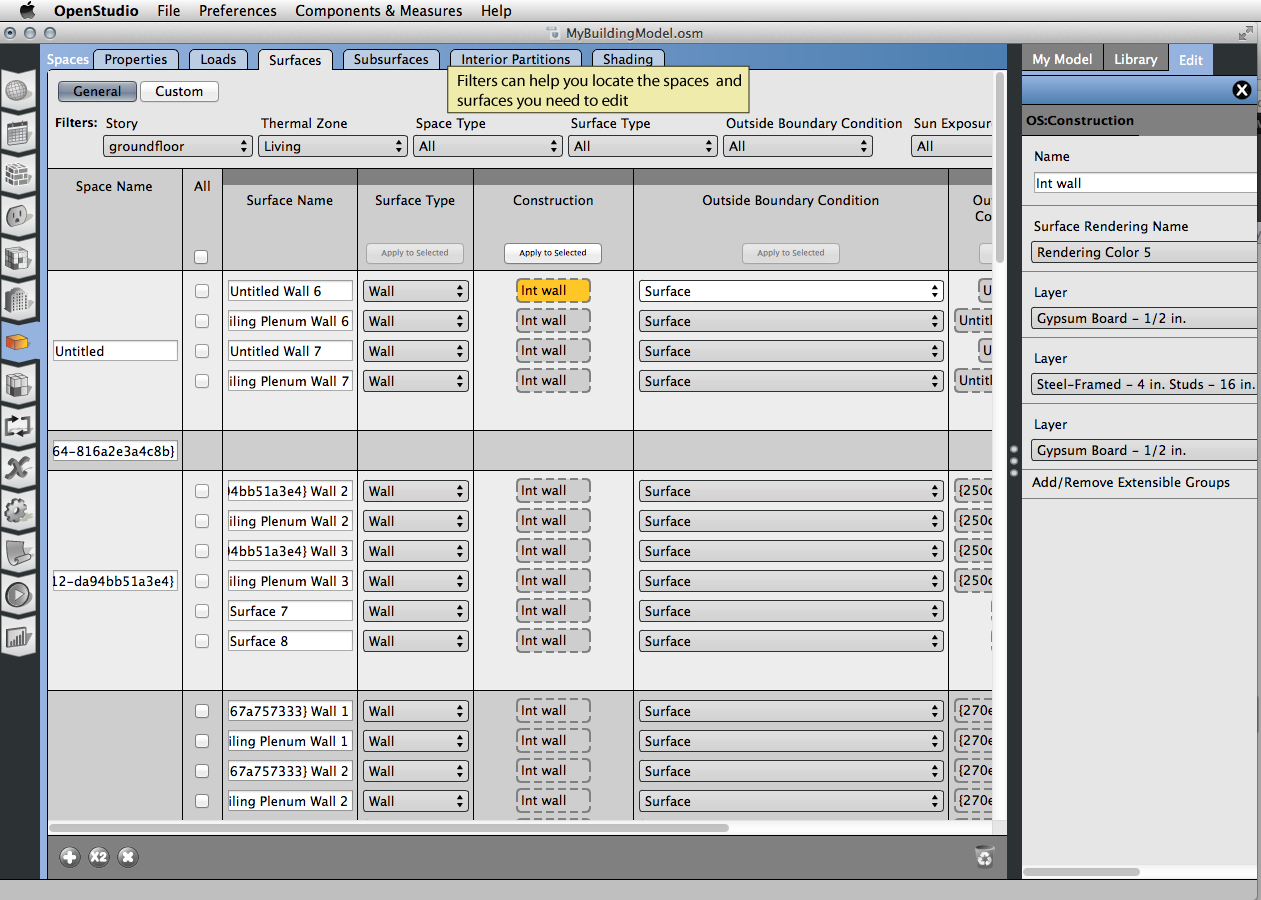 OpenStudio File Preferences Components & Measures Help
MyBuildingModel.osm
Spaces Properties Loads Surfaces Subsurfaces Interior Partitions Shading
My Model Library Edit
Filters can help you locate the spaces and
surfaces you need to edit
General Custom
Filters: Story Thermal Zone Space Type Surface Type Outside Boundary Condition Sun Exposur
groundfloor Living All All All All
Space Name All Surface Name Surface Type Construction Outside Boundary Condition Ou
Co
Apply to Selected Apply to Selected Apply to Selected
Untitled Wall 6 Wall Int wall Surface U
iling Plenum Wall 6 Wall Int wall Surface Untitl
Untitled Untitled Wall 7 Wall Int wall Surface U
iling Plenum Wall 7 Wall Int wall Surface Untitl
64-816a2e3a4c8b}
94bb51a3e4} Wall 2 Wall Int wall Surface {250c
iling Plenum Wall 2 Wall Int wall Surface {250c
94bb51a3e4} Wall 3 Wall Int wall Surface {250c
12-da94bb51a3e4} iling Plenum Wall 3 Wall Int wall Surface {250c
Surface 7 Wall Int wall Surface
Surface 8 Wall Int wall Surface
67a757333} Wall 1 Wall Int wall Surface {270e
iling Plenum Wall 1 Wall Int wall Surface {270e
67a757333} Wall 2 Wall Int wall Surface {270e
iling Plenum Wall 2 Wall Int wall Surface {270e
X2
OS:Construction
Name
Int wall
Surface Rendering Name
Rendering Color 5
Layer
Gypsum Board - 1/2 in.
Layer
Steel-Framed - 4 in. Studs - 16 in.
Layer
Gypsum Board - 1/2 in.
Add/Remove Extensible Groups